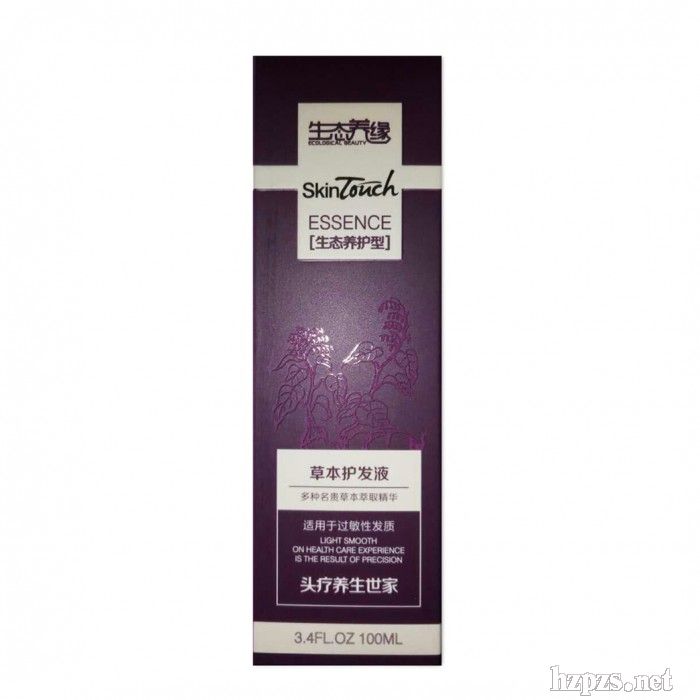 生态养缘
ECOLOGICAL BEAUTY
SkinTouch
ESSENCE
[生态养护型]
草本护发液
多种名贵草本萃取精华
适用于过敏性发质
LIGHT SMOOTH
ON HEALTH CARE EXPERIENCE
IS THE RESULT OF PRECISION
头疗养生世家
3.4FL.OZ 100ML
hzpzs.net